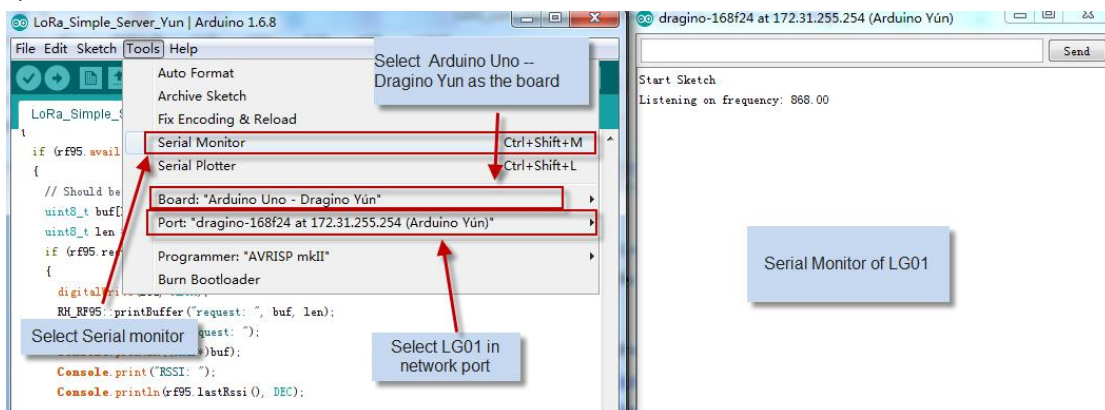 LoRa_Simple_Server_Yun | Arduino 1.6.8
File Edit Sketch Tools Help
LoRa_Simple_
Auto Format
Archive Sketch
Fix Encoding & Reload
Serial Monitor Ctrl+Shift+M
Serial Plotter Ctrl+Shift+L
Board: "Arduino Uno - Dragino Yún"
Port: "dragino-168f24 at 172.31.255.254 (Arduino Yún)"
Programmer: "AVRISP mkII"
Burn Bootloader
Select Arduino Uno --
Dragino Yun as the board
{
if (rf95.avail
{
// Should be
uint8_t buf[
uint8_t len
if (rf95.re
{
RH_RF95::printBuffer("request: ", buf, len);
quest: ");
*)buf);
Console.print("RSSI: ");
Console.println(rf95.lastRssi(), DEC);
Select Serial monitor
Select LG01 in
network port
dragino-168f24 at 172.31.255.254 (Arduino Yún)
Send
Start Sketch
Listening on frequency: 868.00
Serial Monitor of LG01